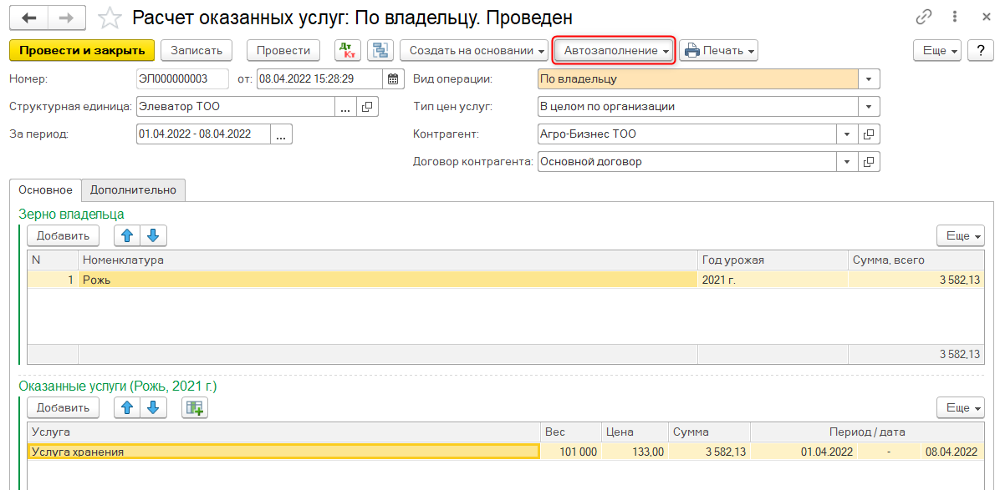 Расчет оказанных услуг: По владельцу. Проведен
Провести и закрыть Записать Провести Дт Кт Создать на основании Автозаполнение Печать Еще ?
Номер: ЭЛ000000003 от: 08.04.2022 15:28:29 Вид операции: По владельцу
Структурная единица: Элеватор ТОО ... Тип цен услуг: В целом по организации
За период: 01.04.2022 - 08.04.2022 ... Контрагент: Агро-Бизнес ТОО
Договор контрагента: Основной договор
Основное Дополнительно
Зерно владельца
Добавить Еще
N Номенклатура Год урожая Сумма, всего
1 Рожь 2021 г. 3 582,13
3 582,13
Оказанные услуги (Рожь, 2021 г.)
Добавить Еще
Услуга Вес Цена Сумма Период / дата
Услуга хранения 101 000 133,00 3 582,13 01.04.2022 - 08.04.2022